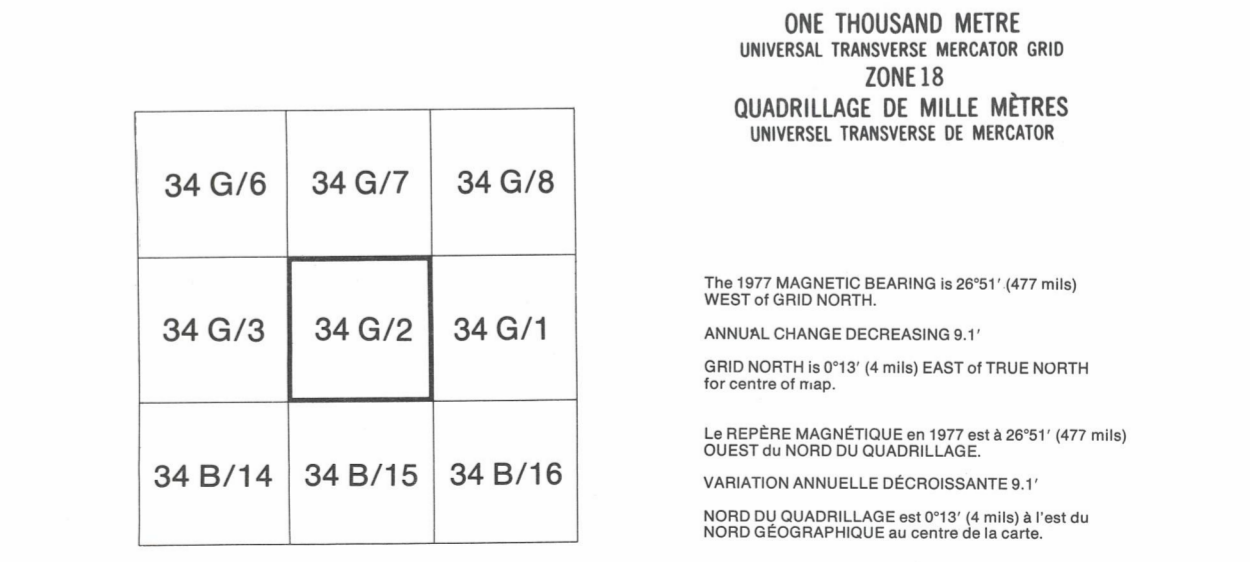 ONE THOUSAND METRE
UNIVERSAL TRANSVERSE MERCATOR GRID
ZONE 18
QUADRILLAGE DE MILLE MÈTRES
UNIVERSEL TRANSVERSE DE MERCATOR
34 G/6 34 G/7 34 G/8
34 G/3 34 G/2 34 G/1
34 B/14 34 B/15 34 B/16
The 1977 MAGNETIC BEARING is 26°51′ (477 mils)
WEST of GRID NORTH.
ANNUAL CHANGE DECREASING 9.1′
GRID NORTH is 0°13′ (4 mils) EAST of TRUE NORTH
for centre of map.
Le REPÈRE MAGNÉTIQUE en 1977 est à 26°51′ (477 mils)
OUEST du NORD DU QUADRILLAGE.
VARIATION ANNUELLE DÉCROISSANTE 9.1′
NORD DU QUADRILLAGE est 0°13′ (4 mils) à l'est du
NORD GÉOGRAPHIQUE au centre de la carte.